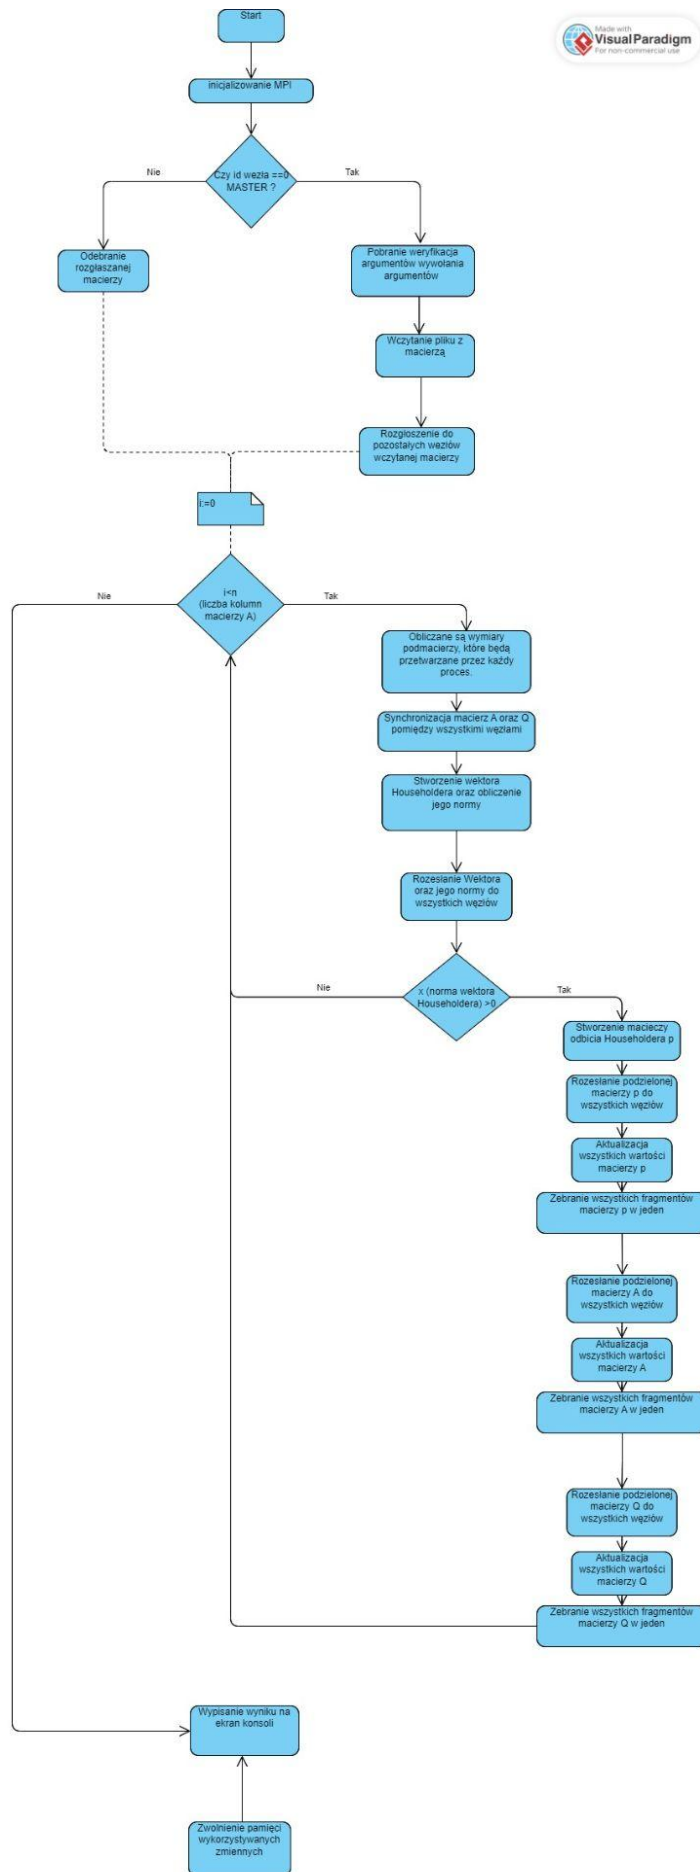 Start
Made with
Visual Paradigm
For non-commercial use
inicjalizowanie MPI
Nie
Czy id wezła ==0
MASTER ?
Tak
Odebranie
rozgłaszanej
macierzy
Pobranie weryfikacja
argumentów wywołania
argumentów
Wczytanie pliku z
macierzą
Rozgłoszenie do
pozostałych wezłów
wczytanej macierzy
i:=0
Nie
i<n
(liczba kolumn
macierzy A)
Tak
Obliczane są wymiary
podmacierzy, które będą
przetwarzane przez każdy
proces.
Synchronizacja macierz A oraz Q
pomiędzy wszystkimi węzłami
Stworzenie wektora
Householdera oraz obliczenie
jego normy
Rozesłanie Wektora
oraz jego normy do
wszystkich węzłów
Nie
x (norma wektora
Householdera) >0
Tak
Stworzenie macieczy
odbicia Householdera p
Rozesłanie podzielonej
macierzy p do
wszystkich węzłów
Aktualizacja
wszystkich wartości
macierzy p
Zebranie wszystkich fragmentów
macierzy p w jeden
Rozesłanie podzielonej
macierzy A do
wszystkich węzłów
Aktualizacja
wszystkich wartości
macierzy A
Zebranie wszystkich fragmentów
macierzy A w jeden
Rozesłanie podzielonej
macierzy Q do
wszystkich węzłów
Aktualizacja
wszystkich wartości
macierzy Q
Zebranie wszystkich fragmentów
macierzy Q w jeden
Wypisanie wyniku na
ekran konsoli
Zwolnienie pamięci
wykorzystywanych
zmiennych